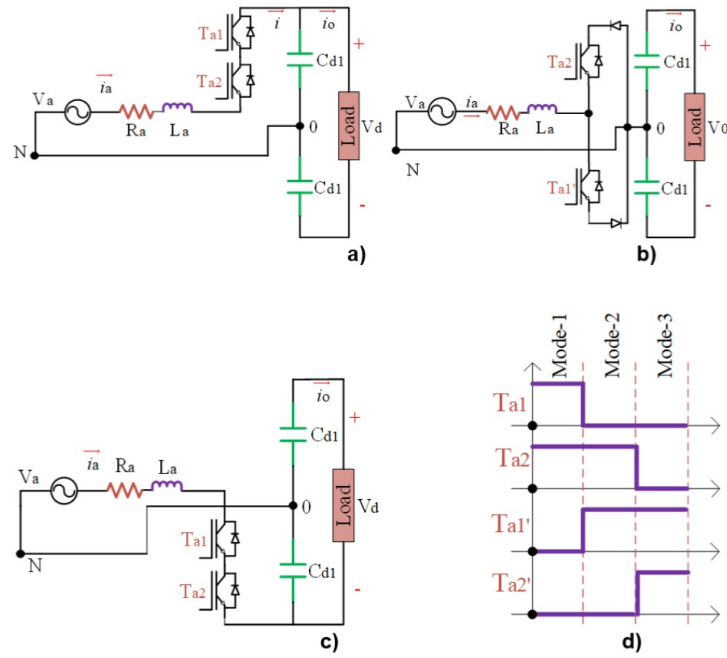 Ta1
i
io
Cd1
+
Ta2
ia
Va
Ra
La
0
Load
Vd
N
Cd1
-
a)
io
+
Ta2
Cd1
Va
ia
Ra
La
0
Load
V0
N
Ta1'
Cd1
-
b)
io
+
Cd1
Va
ia
Ra
La
0
Load
Vd
N
Ta1
Ta2
Cd1
-
c)
Mode-1
Mode-2
Mode-3
Ta1
Ta2
Ta1'
Ta2'
d)